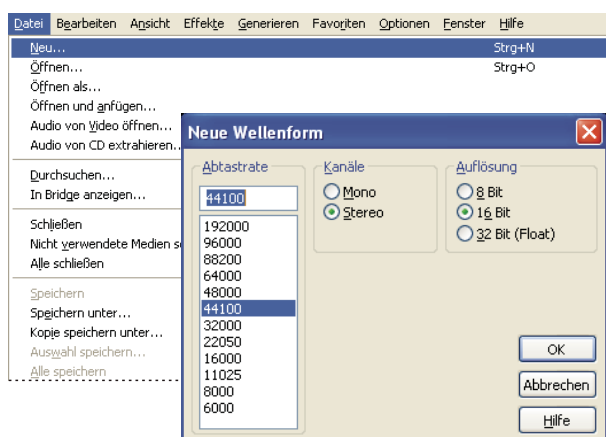 Datei Bearbeiten Ansicht Effekte Generieren Favoriten Optionen Fenster Hilfe
Neu... Strg+N
Öffnen... Strg+O
Öffnen als...
Öffnen und anfügen...
Audio von Video öffnen...
Audio von CD extrahieren..
Durchsuchen...
In Bridge anzeigen...
Schließen
Nicht verwendete Medien s
Alle schließen
Speichern
Speichern unter...
Kopie speichern unter...
Auswahl speichern...
Alle speichern
Neue Wellenform
Abtastrate
44100
192000
96000
88200
64000
48000
44100
32000
22050
16000
11025
8000
6000
Kanäle
Mono
Stereo
Auflösung
8 Bit
16 Bit
32 Bit (Float)
OK
Abbrechen
Hilfe